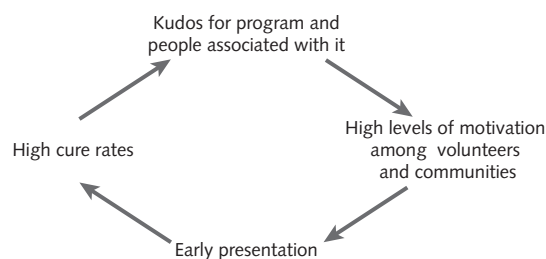 Kudos for program and
people associated with it
High levels of motivation
among volunteers
and communities
High cure rates
Early presentation